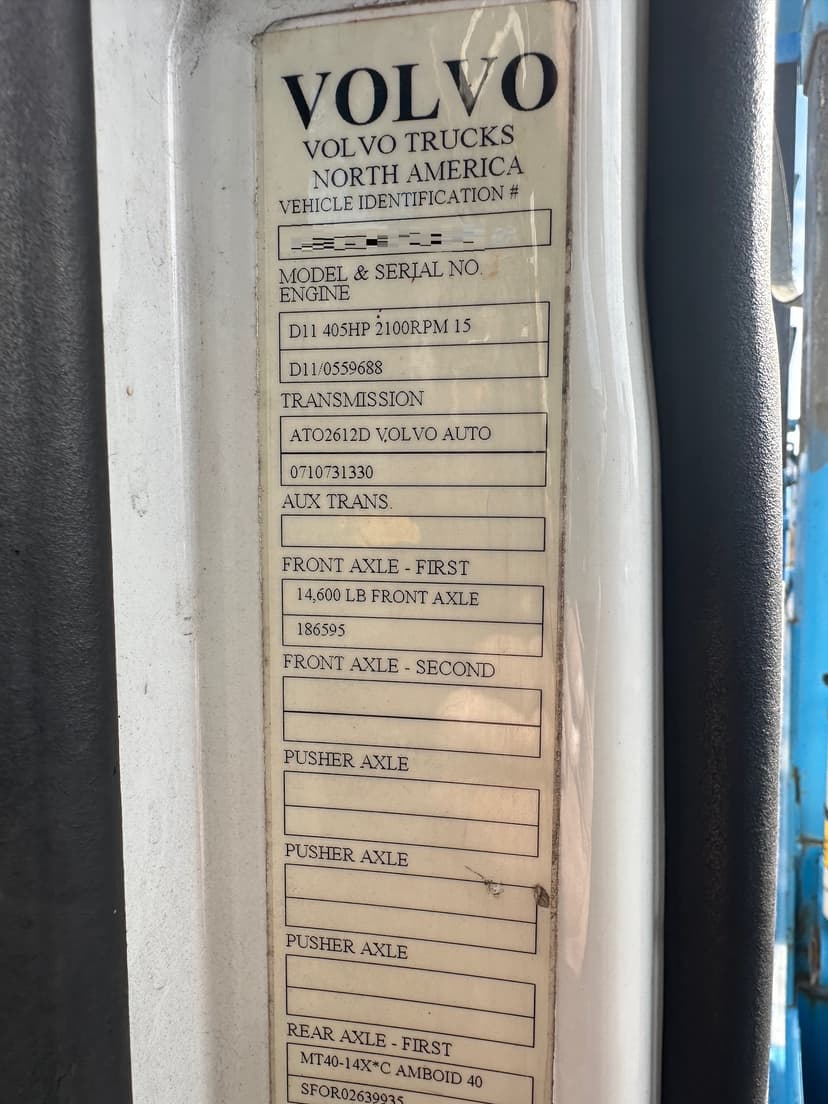 VOLVO
VOLVO TRUCKS
NORTH AMERICA
VEHICLE IDENTIFICATION #
MODEL & SERIAL NO.
ENGINE
D11 405HP 2100RPM 15
D11/0559688
TRANSMISSION
ATO2612D VOLVO AUTO
0710731330
AUX TRANS.
FRONT AXLE - FIRST
14,600 LB FRONT AXLE
186595
FRONT AXLE - SECOND
PUSHER AXLE
PUSHER AXLE
PUSHER AXLE
REAR AXLE - FIRST
MT40-14X*C AMBOID 40
SFOR02639935